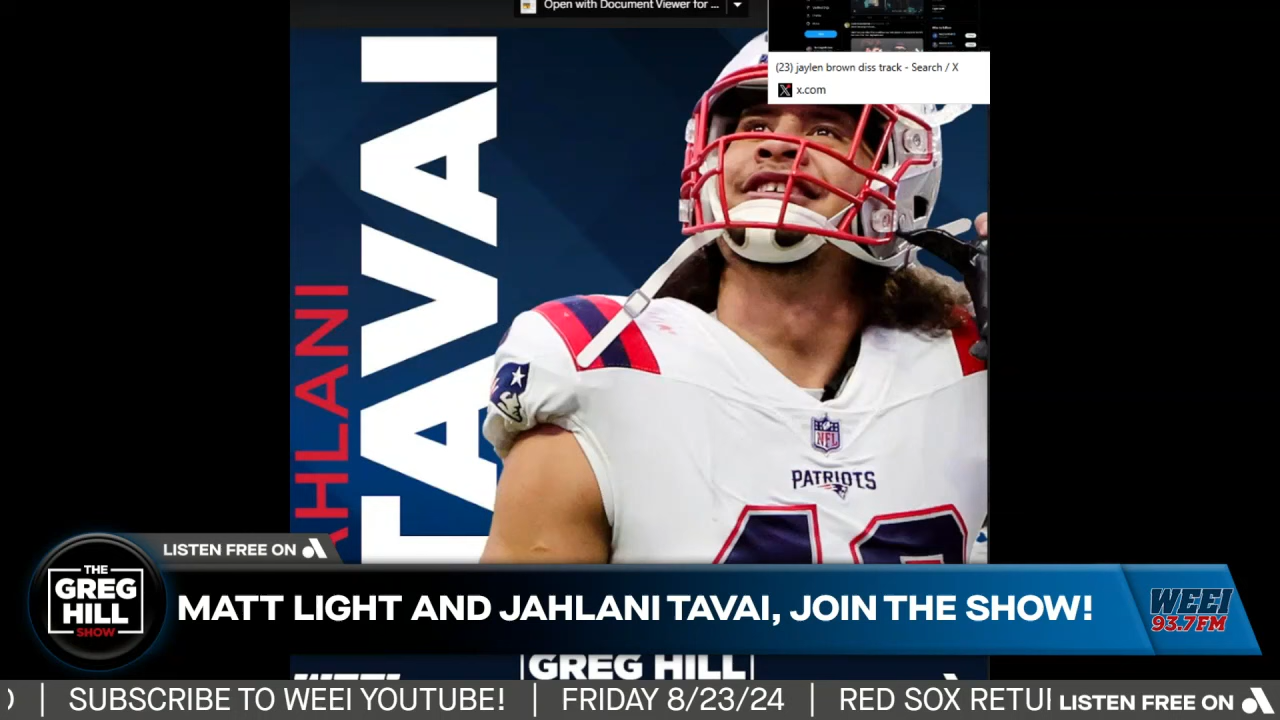 Open with Document Viewer for ...
(23) jaylen brown diss track - Search / X
x.com
AHLANI
TAVAI
NFL
PATRIOTS
LISTEN FREE ON
THE
GREG
HILL
SHOW
MATT LIGHT AND JAHLANI TAVAI, JOIN THE SHOW!
WEEI
93.7FM
WEEI
GREG HILL
SUBSCRIBE TO WEEI YOUTUBE! | FRIDAY 8/23/24 | RED SOX RETUI
LISTEN FREE ON